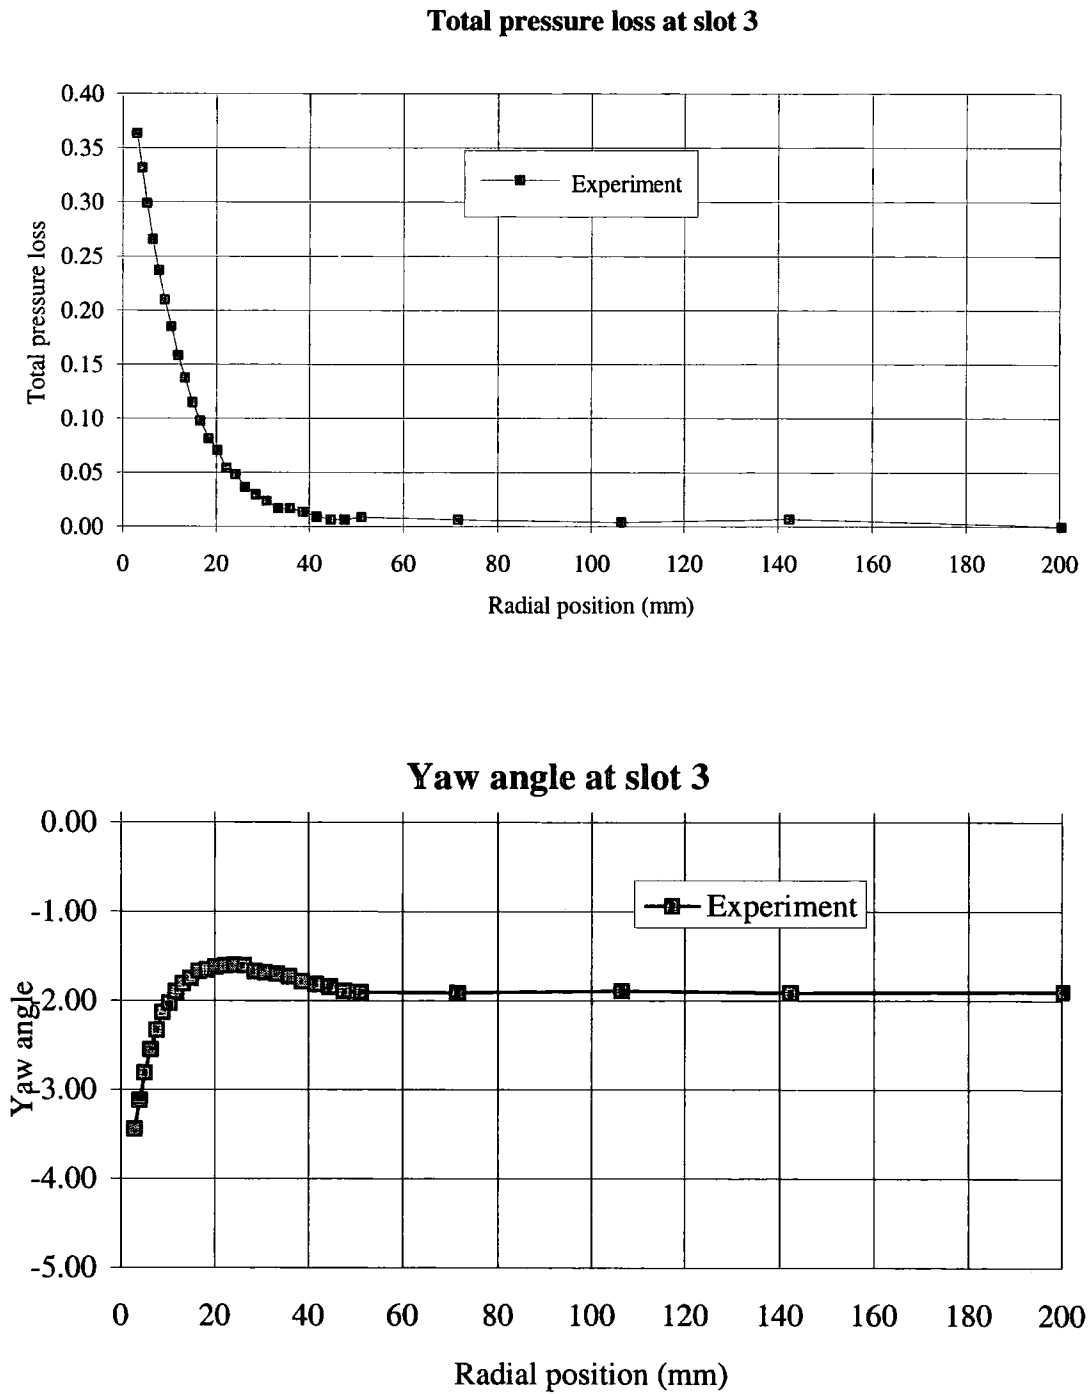 Total pressure loss at slot 3
0.40
0.35
0.30
0.25
0.20
0.15
0.10
0.05
0.00
Total pressure loss
Experiment
0 20 40 60 80 100 120 140 160 180 200
Radial position (mm)
Yaw angle at slot 3
0.00
-1.00
-2.00
-3.00
-4.00
-5.00
Yaw angle
Experiment
0 20 40 60 80 100 120 140 160 180 200
Radial position (mm)